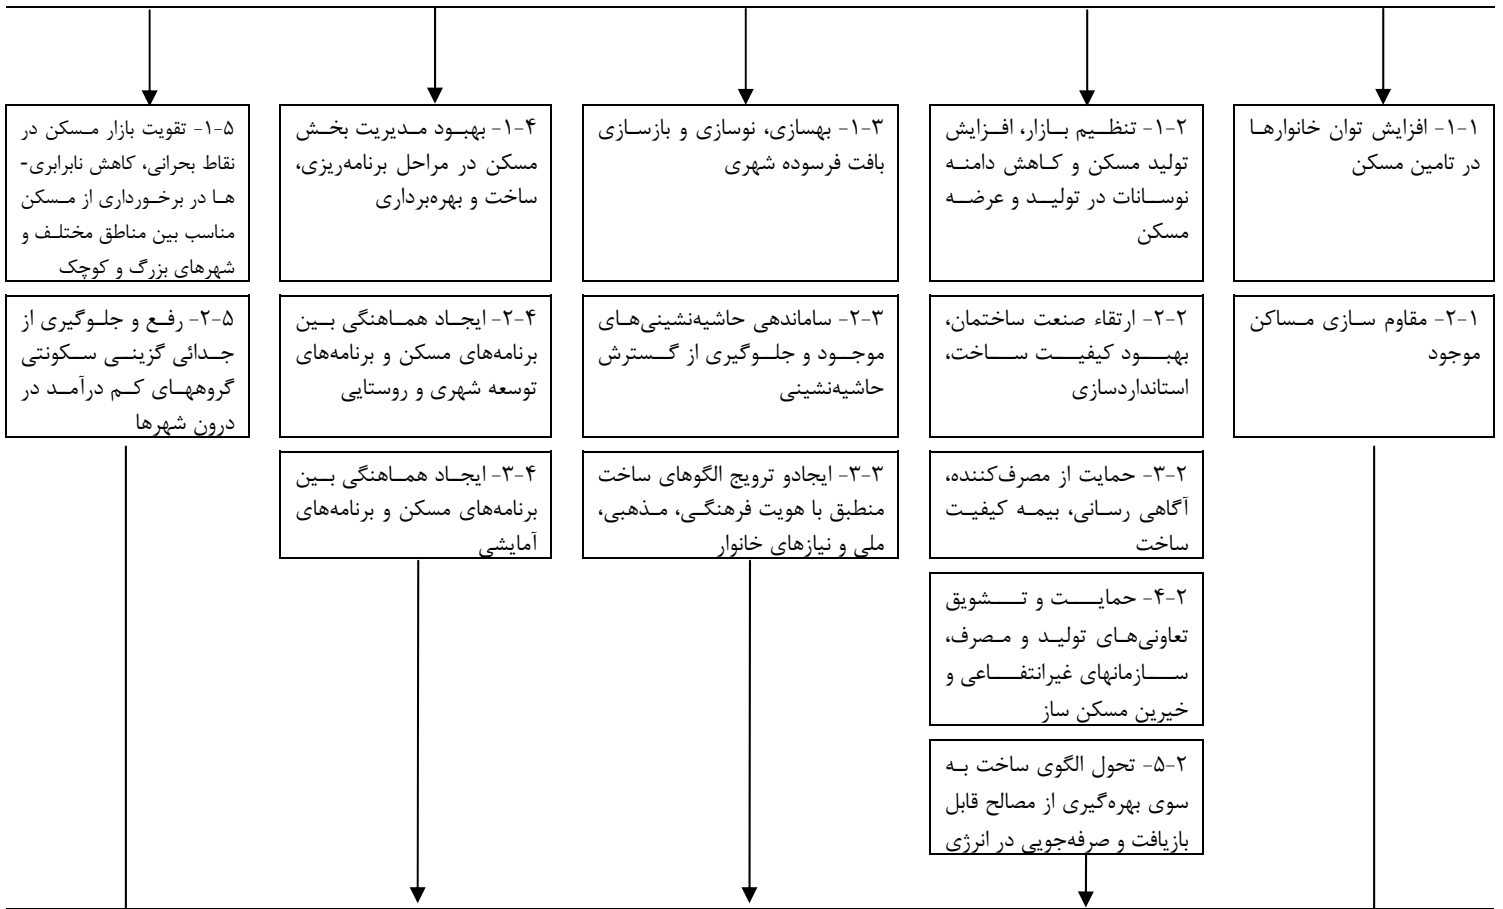 ۱-۱- افزایش توان خانوارها
در تامین مسکن
۱-۲- مقاوم سازی مساکن
موجود
۲-۱- تنظیم بازار، افزایش
تولید مسکن و کاهش دامنه
نوسانات در تولید و عرضه
مسکن
۲-۲- ارتقاء صنعت ساختمان،
بهبود کیفیت ساخت،
استانداردسازی
۲-۳- حمایت از مصرف‌کننده،
آگاهی رسانی، بیمه کیفیت
ساخت
۲-۴- حمایت و تشویق
تعاونی‌های تولید و مصرف،
سازمانهای غیرانتفاعی و
خیرین مسکن ساز
۲-۵- تحول الگوی ساخت به
سوی بهره‌گیری از مصالح قابل
بازیافت و صرفه‌جویی در انرژی
۳-۱- بهسازی، نوسازی و بازسازی
بافت فرسوده شهری
۳-۲- ساماندهی حاشیه‌نشینی‌های
موجود و جلوگیری از گسترش
حاشیه‌نشینی
۳-۳- ایجادو ترویج الگوهای ساخت
منطبق با هویت فرهنگی، مذهبی،
ملی و نیازهای خانوار
۴-۱- بهبود مدیریت بخش
مسکن در مراحل برنامه‌ریزی،
ساخت و بهره‌برداری
۴-۲- ایجاد هماهنگی بین
برنامه‌های مسکن و برنامه‌های
توسعه شهری و روستایی
۴-۳- ایجاد هماهنگی بین
برنامه‌های مسکن و برنامه‌های
آمایشی
۵-۱- تقویت بازار مسکن در
نقاط بحرانی، کاهش نابرابری-
ها در برخورداری از مسکن
مناسب بین مناطق مختلف و
شهرهای بزرگ و کوچک
۵-۲- رفع و جلوگیری از
جدائی گزینی سکونتی
گروههای کم درآمد در
درون شهرها